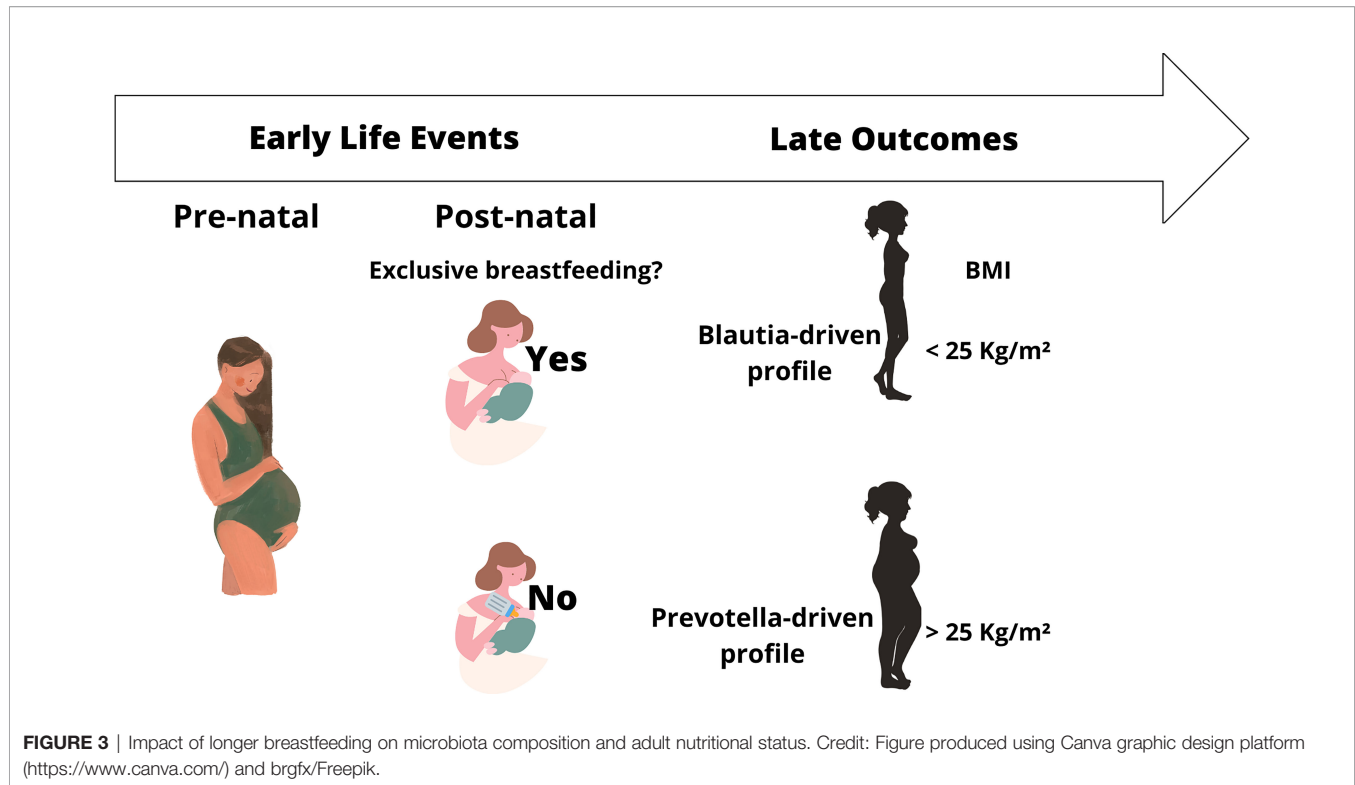 Early Life Events
Late Outcomes
Pre-natal
Post-natal
Exclusive breastfeeding?
BMI
Yes
Blautia-driven
profile
< 25 Kg/m²
No
Prevotella-driven
profile
> 25 Kg/m²
FIGURE 3 | Impact of longer breastfeeding on microbiota composition and adult nutritional status. Credit: Figure produced using Canva graphic design platform
(https://www.canva.com/) and brgfx/Freepik.